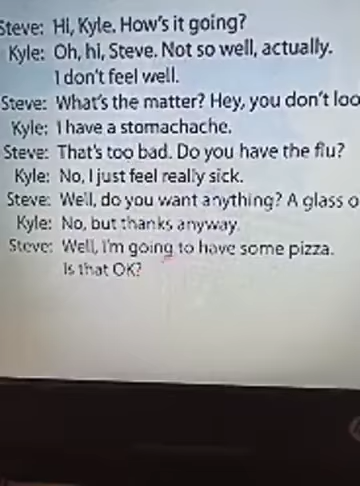 Steve: Hi, Kyle. How's it going?
Kyle: Oh, hi, Steve. Not so well, actually.
I don't feel well.
Steve: What's the matter? Hey, you don't loo
Kyle: I have a stomachache.
Steve: That's too bad. Do you have the flu?
Kyle: No, I just feel really sick.
Steve: Well, do you want anything? A glass o
Kyle: No, but thanks anyway.
Steve: Well, I'm going to have some pizza.
Is that OK?